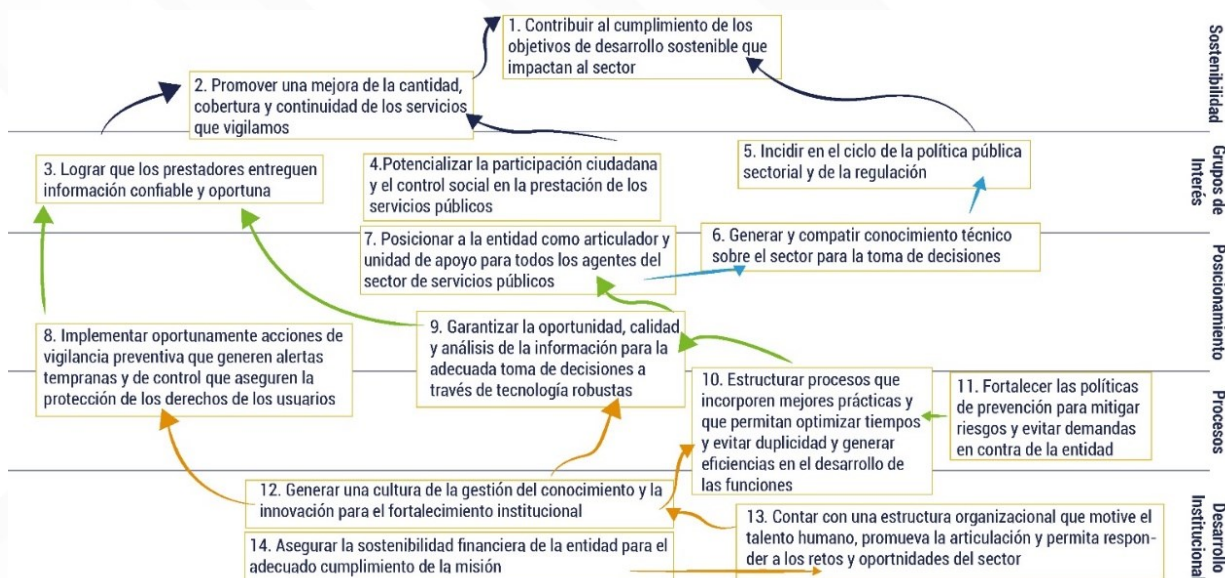 1. Contribuir al cumplimiento de los
objetivos de desarrollo sostenible que
impactan al sector
2. Promover una mejora de la cantidad,
cobertura y continuidad de los servicios
que vigilamos
Sostenibilidad
3. Lograr que los prestadores entreguen
información confiable y oportuna
4.Potencializar la participación ciudadana
y el control social en la prestación de los
servicios públicos
5. Incidir en el ciclo de la política pública
sectorial y de la regulación
Grupos de
Interés
7. Posicionar a la entidad como articulador y
unidad de apoyo para todos los agentes del
sector de servicios públicos
6. Generar y compatir conocimiento técnico
sobre el sector para la toma de decisiones
Posicionamiento
8. Implementar oportunamente acciones de
vigilancia preventiva que generen alertas
tempranas y de control que aseguren la
protección de los derechos de los usuarios
9. Garantizar la oportunidad, calidad
y análisis de la información para la
adecuada toma de decisiones a
través de tecnología robustas
10. Estructurar procesos que
incorporen mejores prácticas y
que permitan optimizar tiempos
y evitar duplicidad y generar
eficiencias en el desarrollo de
las funciones
11. Fortalecer las políticas
de prevención para mitigar
riesgos y evitar demandas
en contra de la entidad
Procesos
12. Generar una cultura de la gestión del conocimiento y la
innovación para el fortalecimiento institucional
13. Contar con una estructura organizacional que motive el
talento humano, promueva la articulación y permita respon-
der a los retos y oportnidades del sector
14. Asegurar la sostenibilidad financiera de la entidad para el
adecuado cumplimiento de la misión
Desarrollo
Institucional